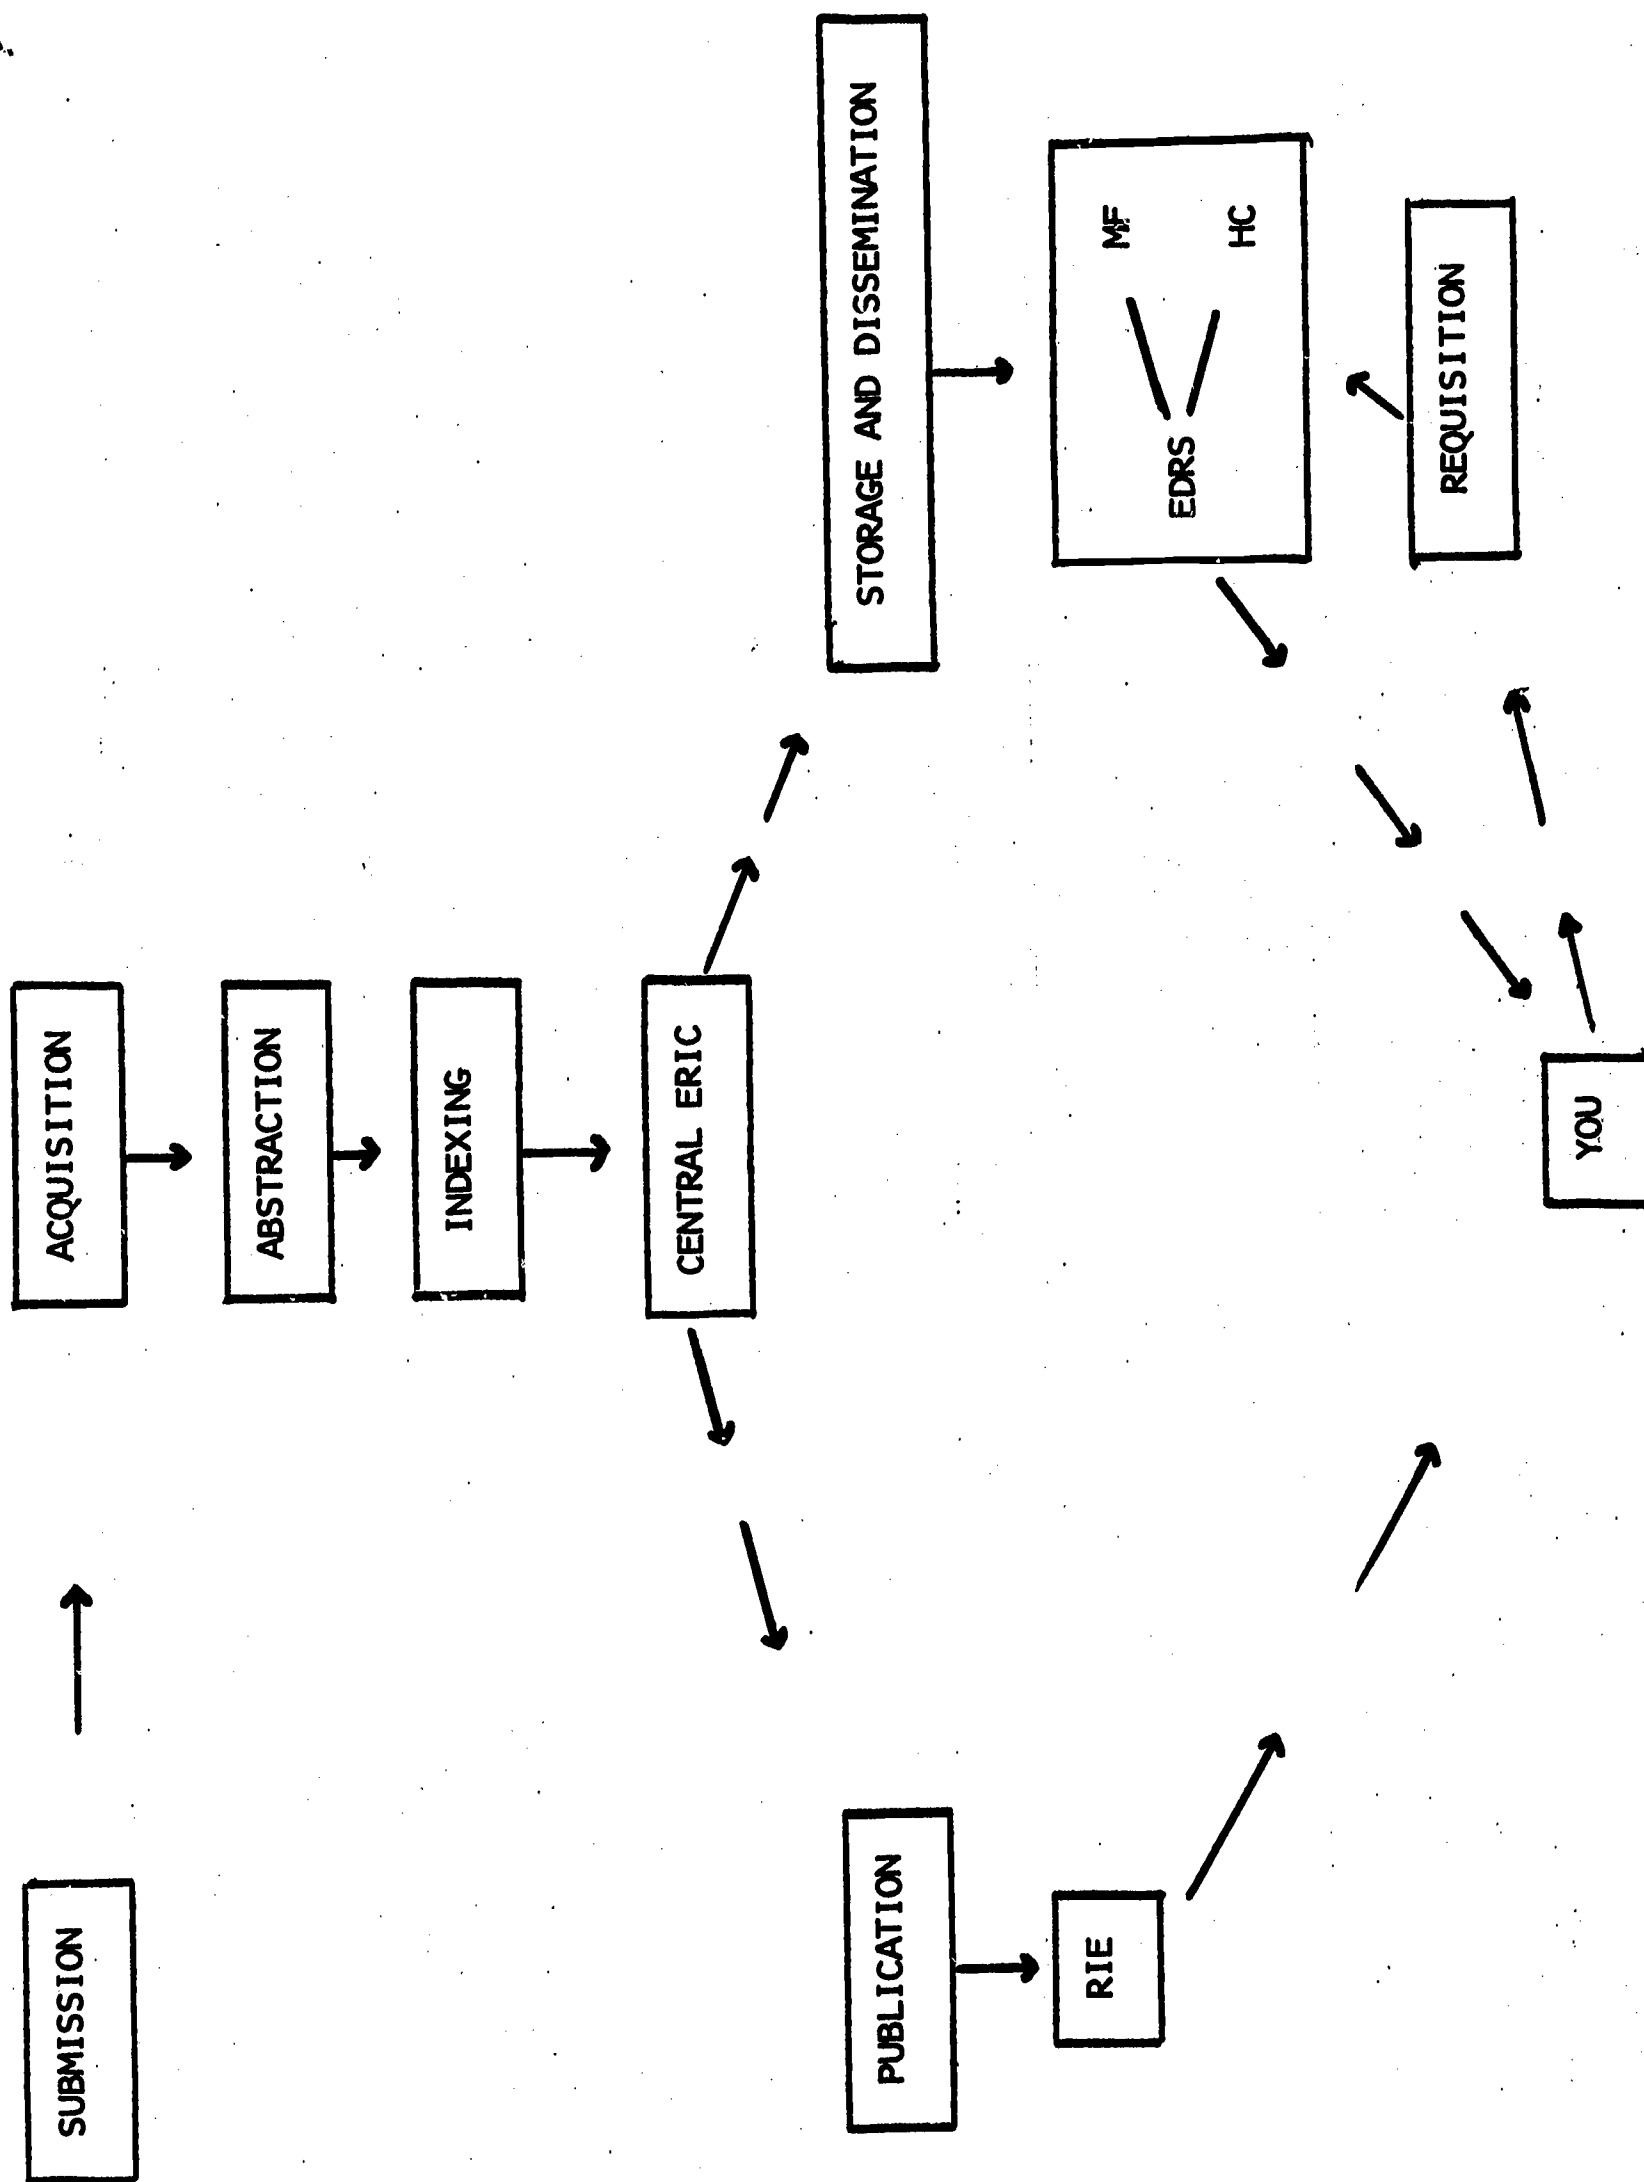 SUBMISSION
ACQUISITION
ABSTRACTION
INDEXING
CENTRAL ERIC
PUBLICATION
RIE
STORAGE AND DISSEMINATION
EDRS
MF
HC
REQUISITION
YOU